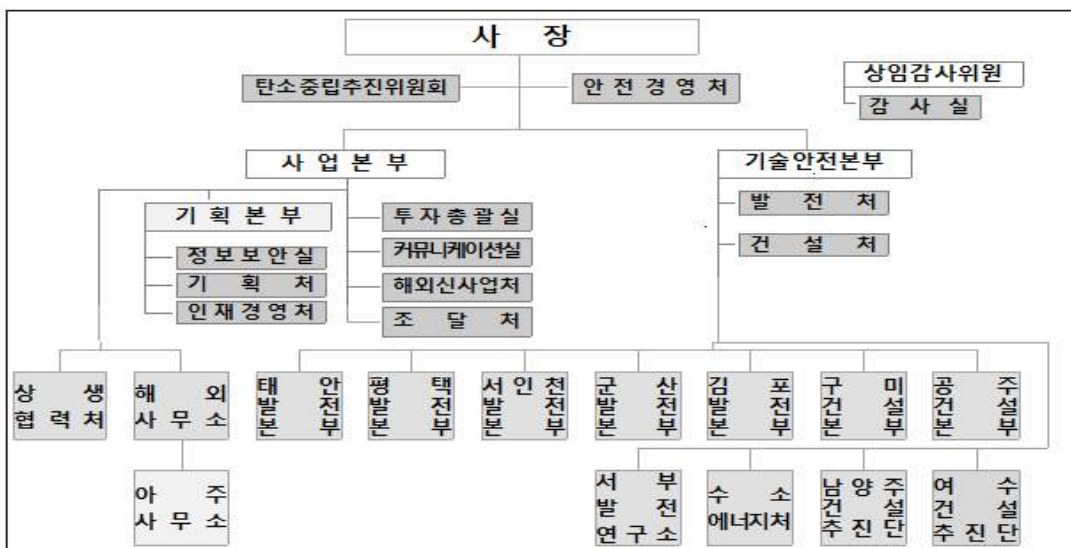 사 장
탄소중립추진위원회
안전경영처
상임감사위원
감 사 실
사 업 본 부
기술안전본부
기 획 본 부
정보보안실
기 획 처
인재경영처
투자총괄실
커뮤니케이션실
해외신사업처
조 달 처
발 전 처
건 설 처
상 생
협 력 처
해 외
사 무 소
태 안
발 전
본 부
평 택
발 전
본 부
서 인 천
발 전
본 부
군 산
발 전
본 부
김 포
발 전
본 부
구 미
건 설
본 부
공 주
건 설
본 부
아 주
사 무 소
서 부
발 전
연 구 소
수 소
에너지처
남 양 주
건 설
추 진 단
여 수
건 설
추 진 단